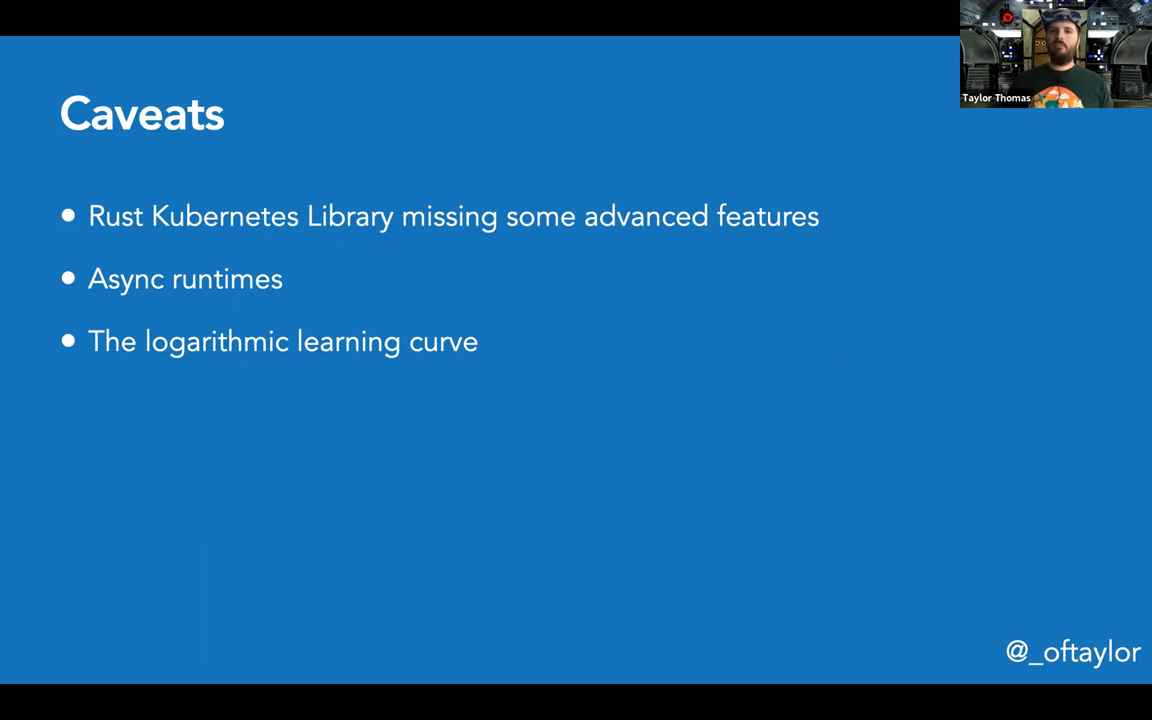 Taylor Thomas
Caveats
• Rust Kubernetes Library missing some advanced features
• Async runtimes
• The logarithmic learning curve
@_oftaylor